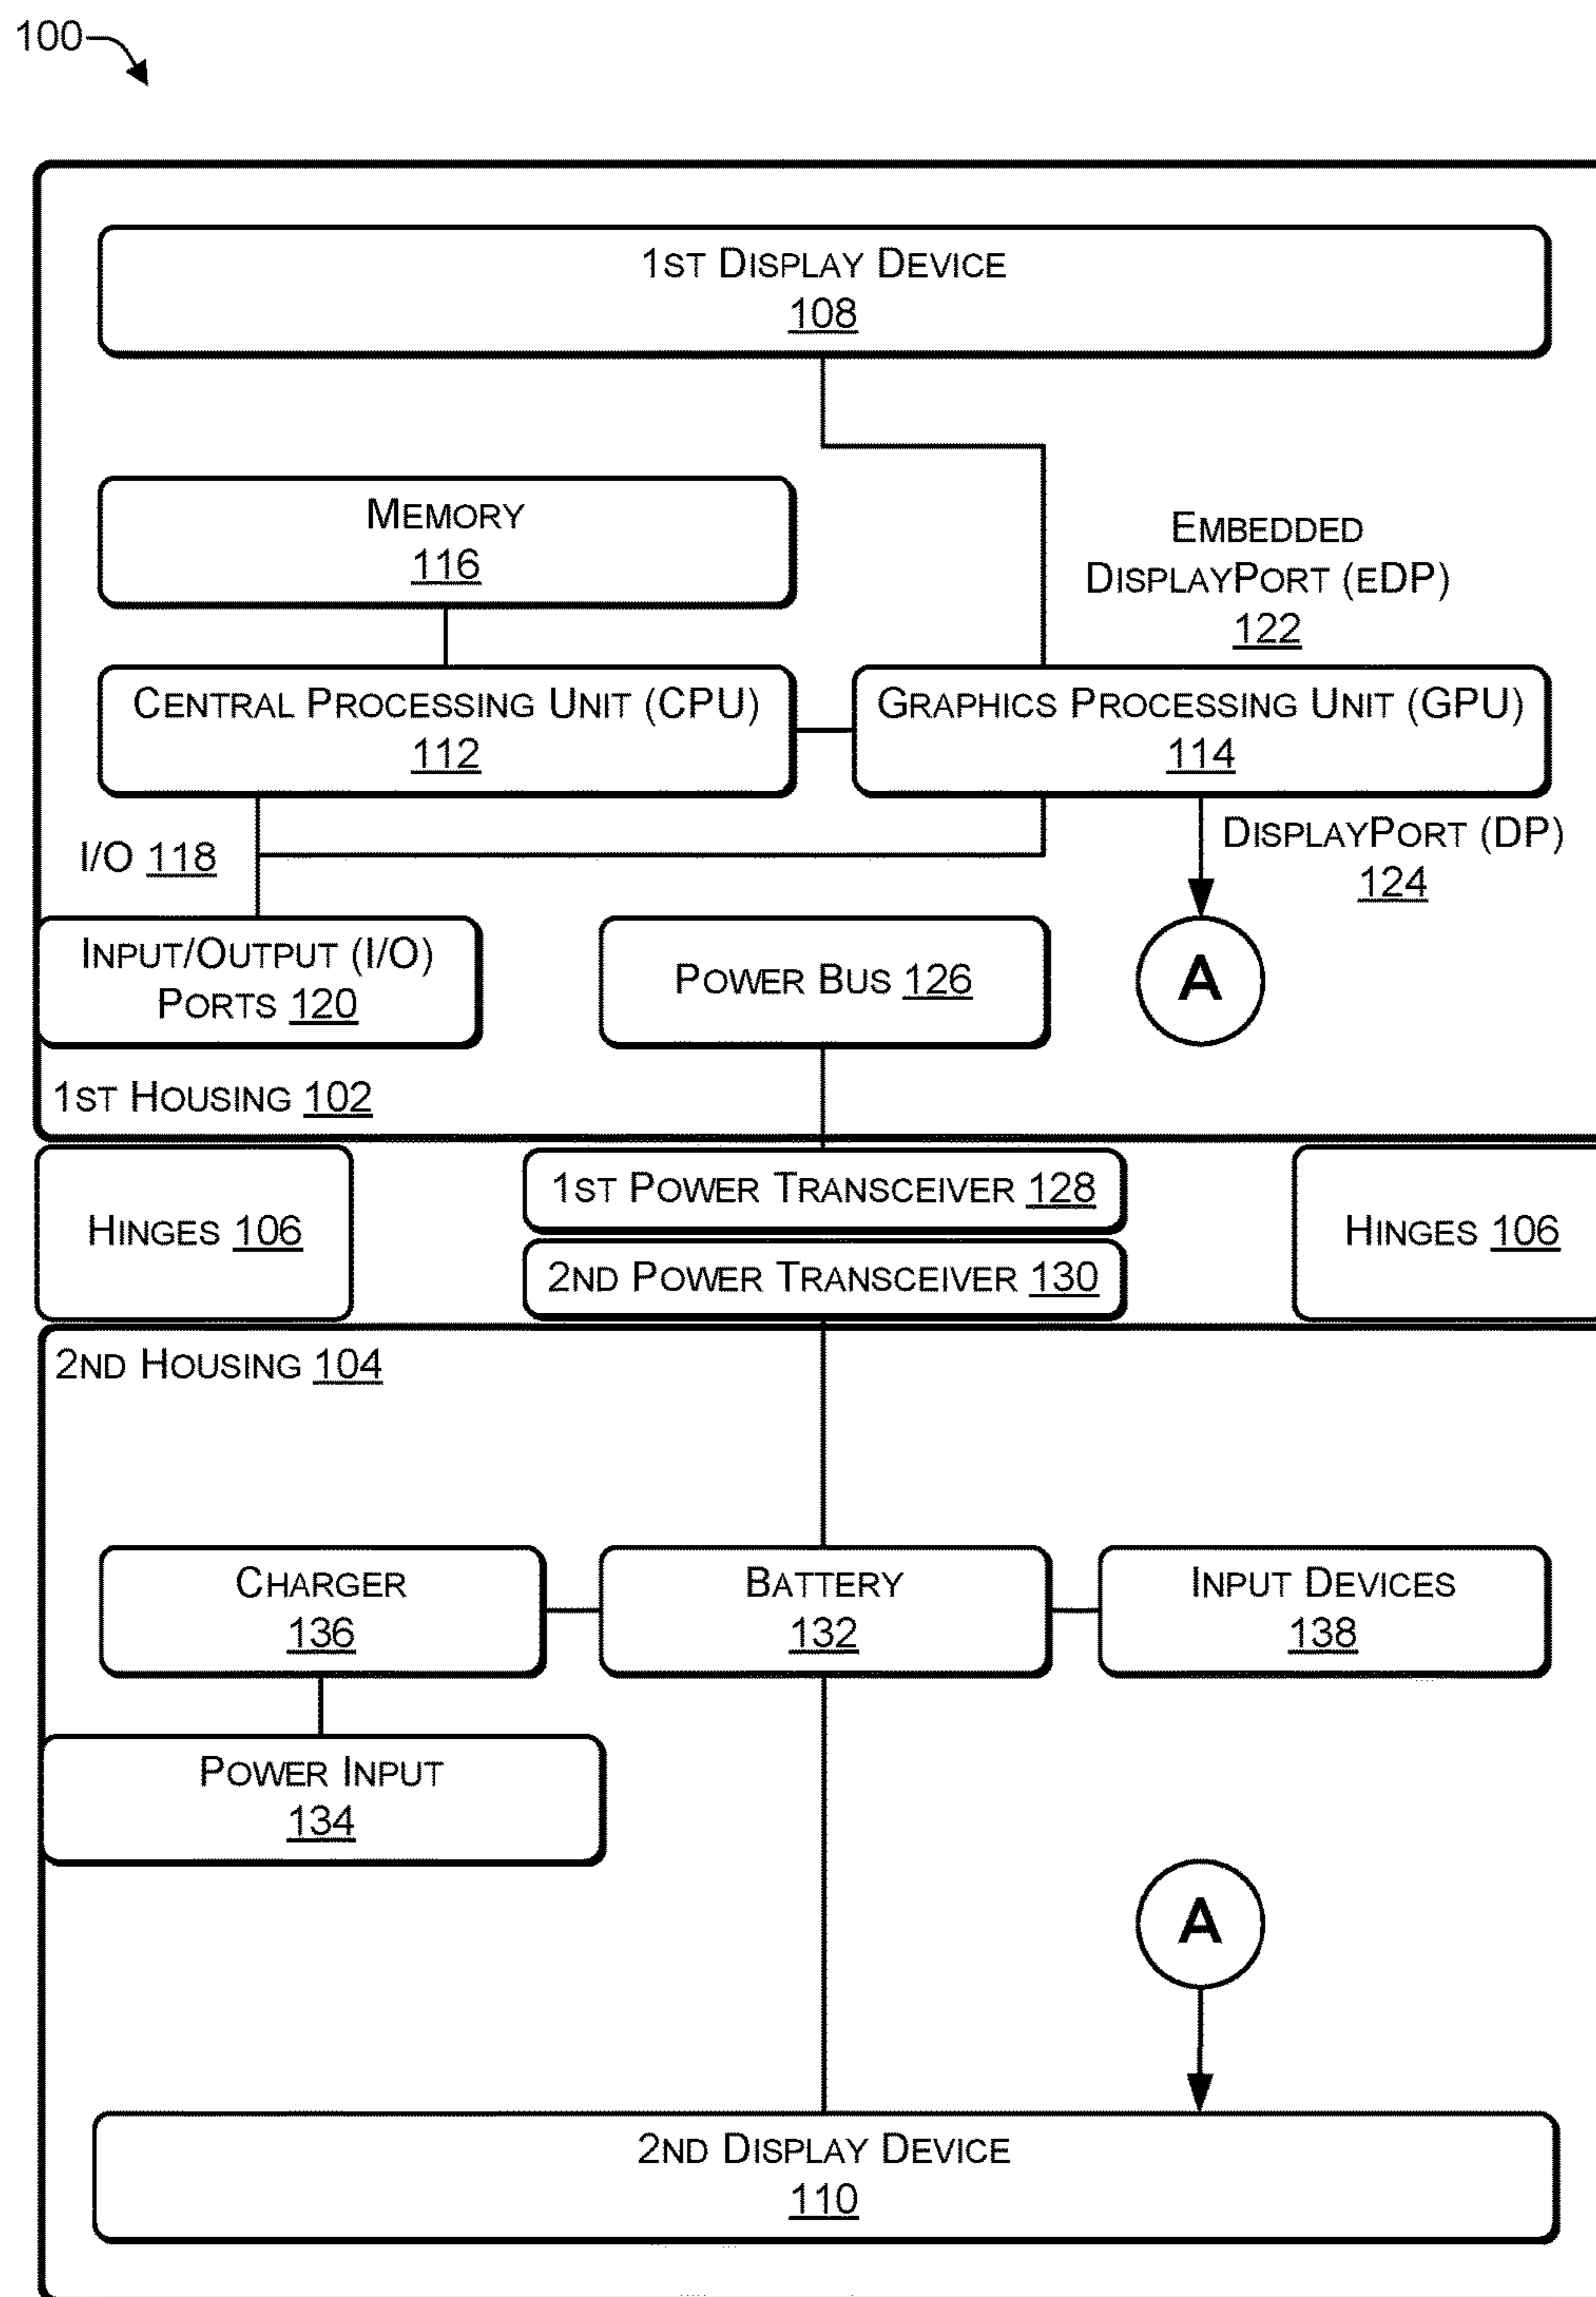 100
1ST DISPLAY DEVICE
108
MEMORY
116
EMBEDDED
DISPLAYPORT (EDP)
122
CENTRAL PROCESSING UNIT (CPU)
112
GRAPHICS PROCESSING UNIT (GPU)
114
I/O 118
DISPLAYPORT (DP)
124
INPUT/OUTPUT (I/O)
PORTS 120
POWER BUS 126
A
1ST HOUSING 102
HINGES 106
1ST POWER TRANSCEIVER 128
2ND POWER TRANSCEIVER 130
HINGES 106
2ND HOUSING 104
CHARGER
136
BATTERY
132
INPUT DEVICES
138
POWER INPUT
134
A
2ND DISPLAY DEVICE
110